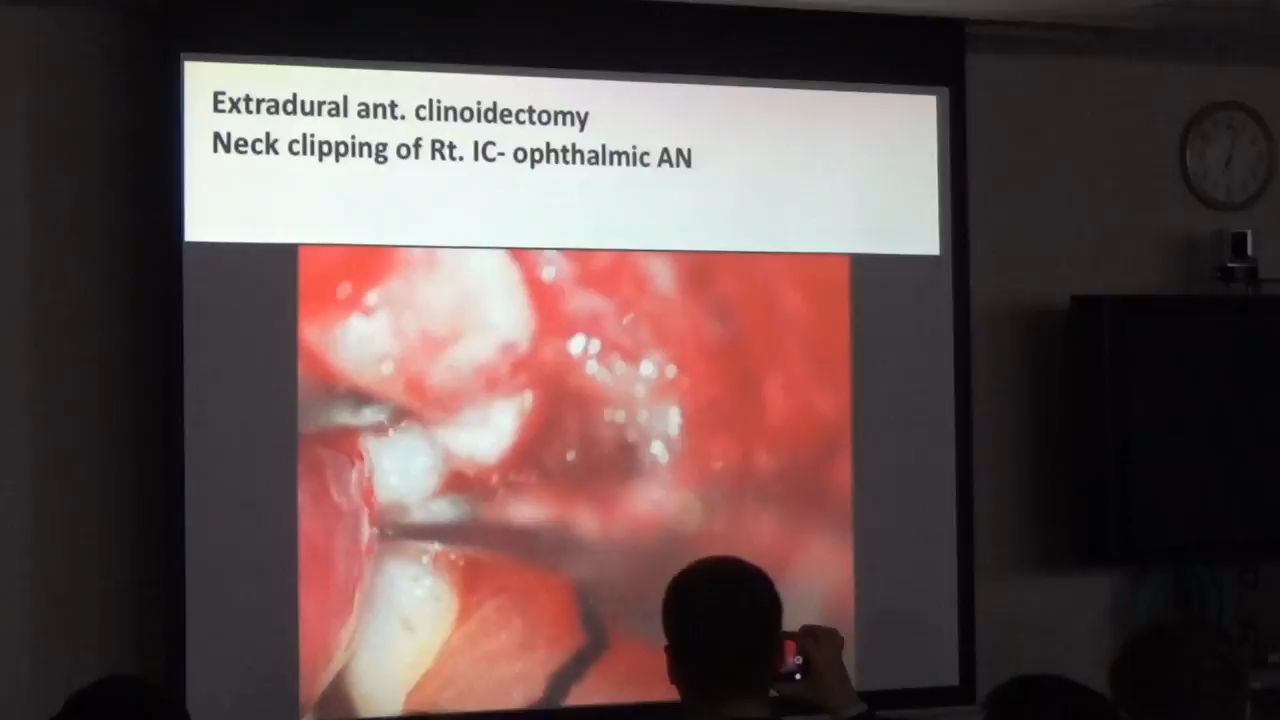 Extradural ant. clinoidectomy
Neck clipping of Rt. IC- ophthalmic AN